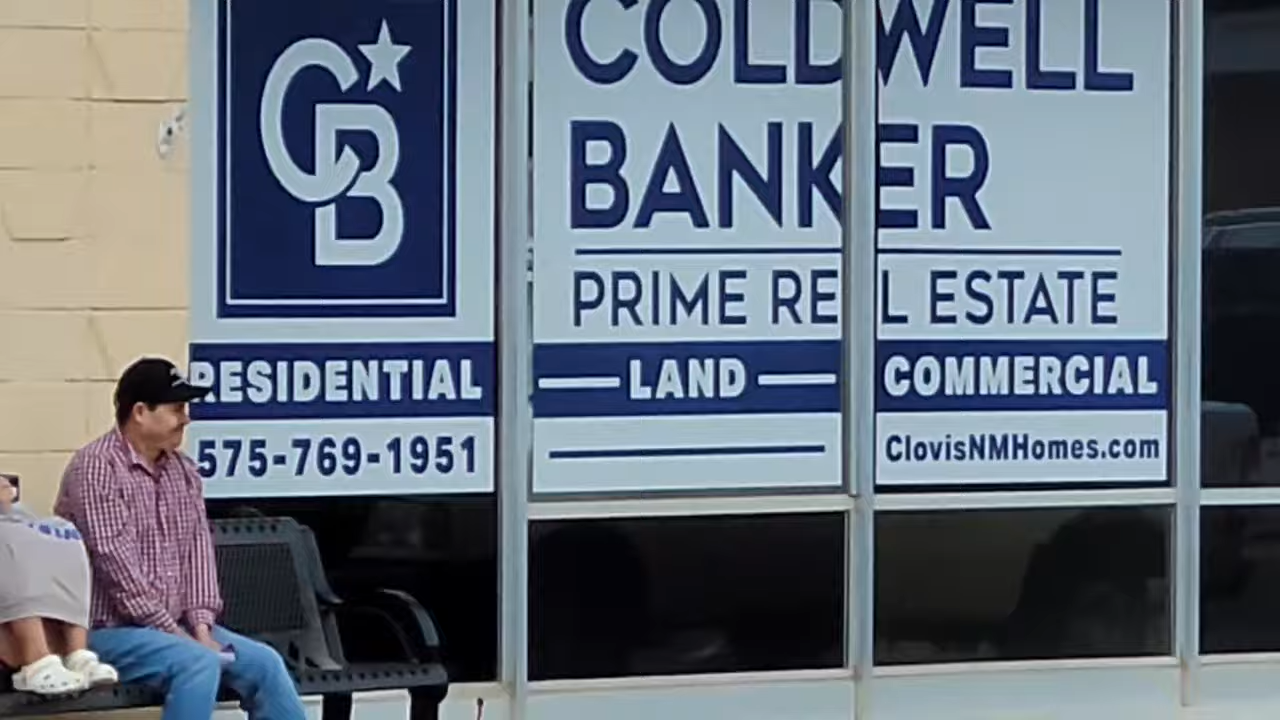 CB
COLDWELL
BANKER
PRIME REAL ESTATE
RESIDENTIAL
LAND
COMMERCIAL
575-769-1951
ClovisNMHomes.com